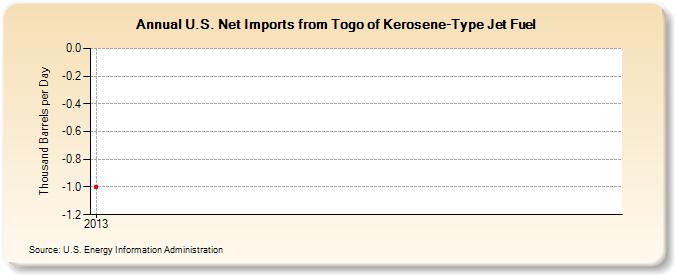 Annual U.S. Net Imports from Togo of Kerosene-Type Jet Fuel
Thousand Barrels per Day
0.0
-0.2
-0.4
-0.6
-0.8
-1.0
-1.2
2013
Source: U.S. Energy Information Administration